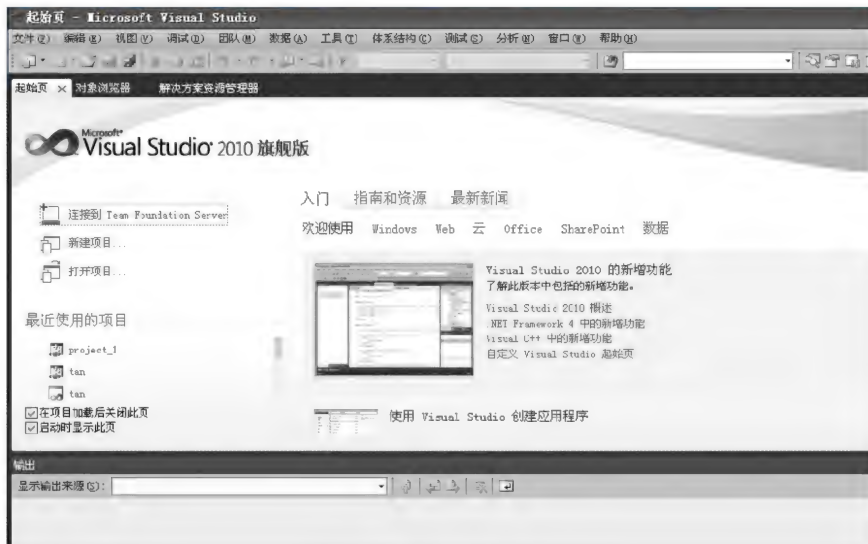 起始页 - Microsoft Visual Studio
文件(F) 编辑(E) 视图(V) 调试(D) 团队(M) 数据(A) 工具(T) 体系结构(C) 测试(S) 分析(N) 窗口(W) 帮助(H)
起始页 × 对象浏览器 解决方案资源管理器
Microsoft®
Visual Studio® 2010 旗舰版
连接到 Team Foundation Server
新建项目...
打开项目...
最近使用的项目
project_1
tan
tan
在项目加载后关闭此页
启动时显示此页
入门 指南和资源 最新新闻
欢迎使用 Windows Web 云 Office SharePoint 数据
Visual Studio 2010 的新增功能
了解此版本中包括的新增功能。
Visual Studio 2010 概述
.NET Framework 4 中的新增功能
Visual C++ 中的新增功能
自定义 Visual Studio 起始页
使用 Visual Studio 创建应用程序
输出
显示输出来源(S):